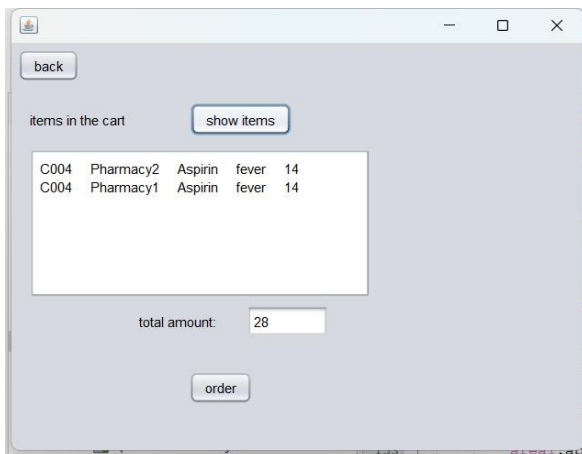 back
items in the cart show items
C004 Pharmacy2 Aspirin fever 14
C004 Pharmacy1 Aspirin fever 14
total amount: 28
order